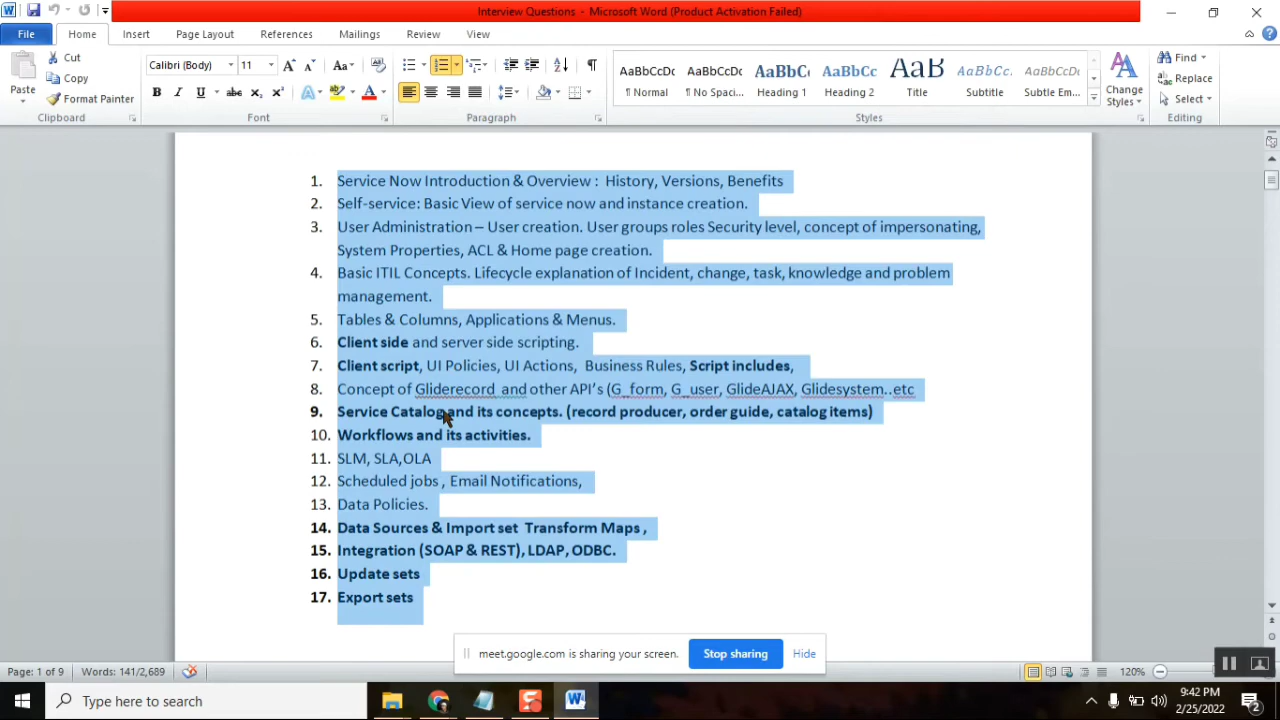 Interview Questions - Microsoft Word (Product Activation Failed)
File Home Insert Page Layout References Mailings Review View
Paste Cut Copy Format Painter
Calibri (Body) 11
AaBbCcDc AaBbCcDc AaBbC( AaBbCc AaB AaBbCc. AaBbCcDc
¶ Normal ¶ No Spaci... Heading 1 Heading 2 Title Subtitle Subtle Em...
Change Styles
Find
Replace
Select
Clipboard Font Paragraph Styles Editing
1. Service Now Introduction & Overview : History, Versions, Benefits
2. Self-service: Basic View of service now and instance creation.
3. User Administration – User creation. User groups roles Security level, concept of impersonating,
System Properties, ACL & Home page creation.
4. Basic ITIL Concepts. Lifecycle explanation of Incident, change, task, knowledge and problem
management.
5. Tables & Columns, Applications & Menus.
6. Client side and server side scripting.
7. Client script, UI Policies, UI Actions, Business Rules, Script includes,
8. Concept of Gliderecord and other API's (G_form, G_user, GlideAJAX, Glidesystem..etc
9. Service Catalog and its concepts. (record producer, order guide, catalog items)
10. Workflows and its activities.
11. SLM, SLA,OLA
12. Scheduled jobs , Email Notifications,
13. Data Policies.
14. Data Sources & Import set Transform Maps ,
15. Integration (SOAP & REST), LDAP, ODBC.
16. Update sets
17. Export sets
meet.google.com is sharing your screen. Stop sharing Hide
Page: 1 of 9 Words: 141/2,689 120%
Type here to search
9:42 PM
2/25/2022
2